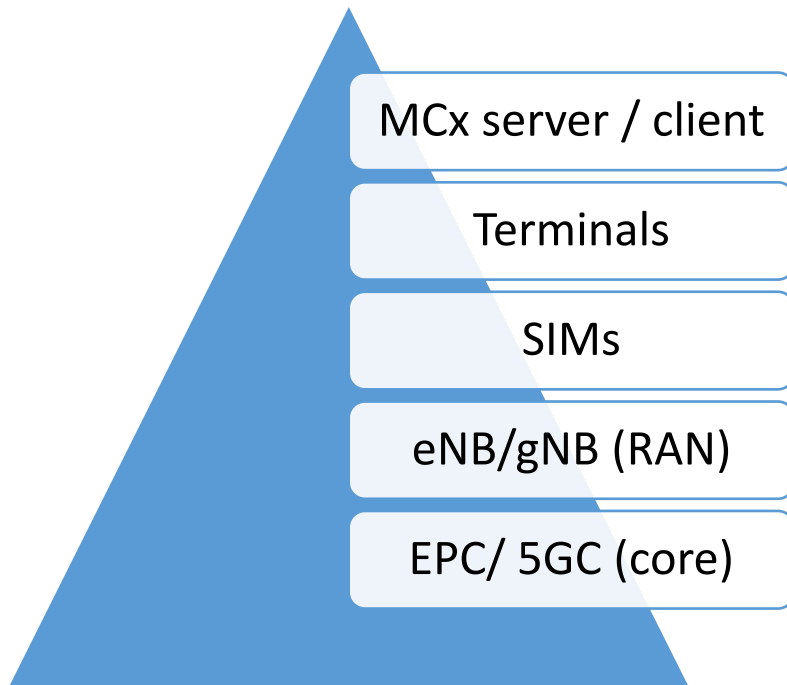 MCx server / client
Terminals
SIMs
eNB/gNB (RAN)
EPC/ 5GC (core)